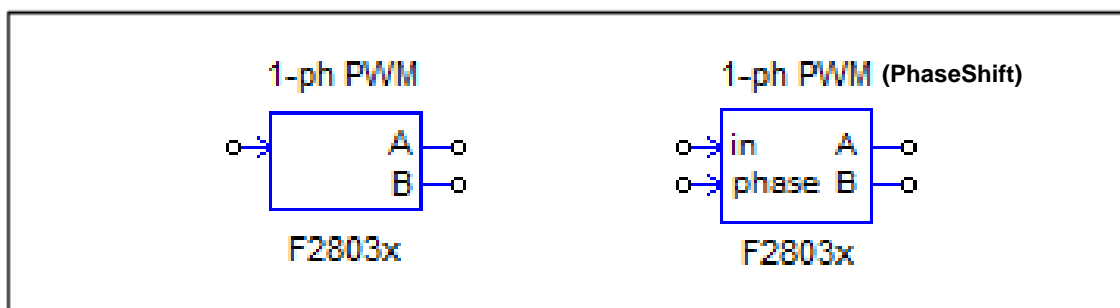 1-ph PWM
A
B
F2803x
1-ph PWM (PhaseShift)
in A
phase B
F2803x